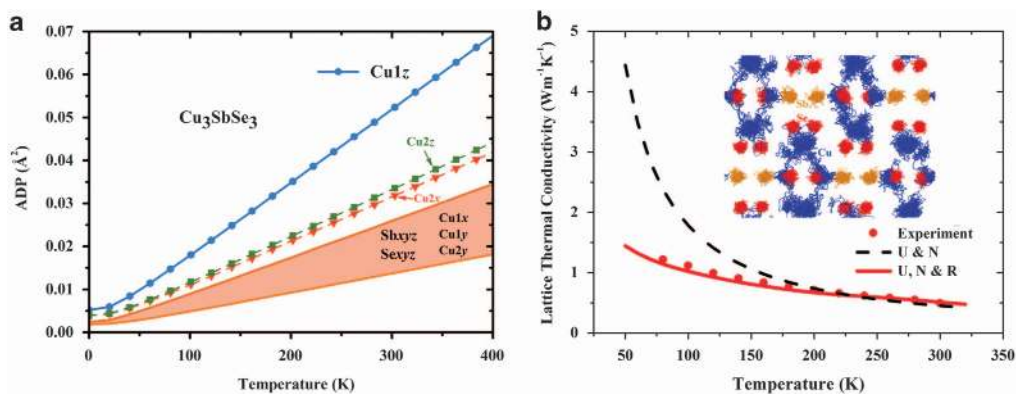 a
0.07
0.06
0.05
0.04
0.03
0.02
0.01
0.00
ADP (Å²)
Cu1z
Cu₃SbSe₃
Cu2z
Cu2x
Sbxyz
Sexyz
Cu1x
Cu1y
Cu2y
0 100 200 300 400
Temperature (K)
b
5
4
3
2
1
0
Lattice Thermal Conductivity (Wm⁻¹K⁻¹)
Sb
Se
Cu
Experiment
U & N
U, N & R
50 100 150 200 250 300 350
Temperature (K)